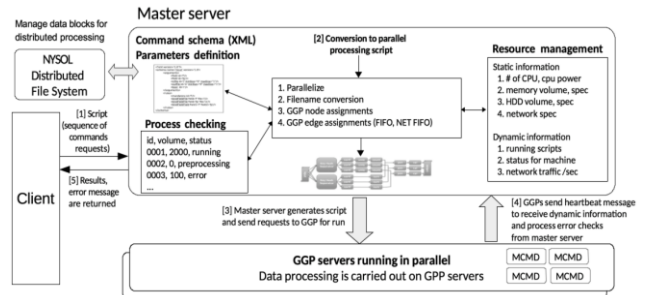 Master server
Manage data blocks for
distributed processing
NYSOL
Distributed
File System
Command schema (XML)
Parameters definition
[2] Conversion to parallel
processing script
Resource management
Static information
1. # of CPU, cpu power
2. memory volume, spec
3. HDD volume, spec
4. network spec
Dynamic information
1. running scripts
2. status for machine
3. network traffic /sec
1. Parallelize
2. Filename conversion
3. GGP node assignments
4. GGP edge assignments (FIFO, NET FIFO)
Process checking
id, volume, status
0001, 2000, running
0002, 0, preprocessing
0003, 100, error
...
[1] Script
(sequence of
commands
requests)
Client
[5] Results,
error message
are returned
[3] Master server generates script
and send requests to GGP for run
[4] GGPs send heartbeat message
to receive dynamic information
and process error checks
from master server
GGP servers running in parallel
Data processing is carried out on GPP servers
MCMD MCMD
MCMD MCMD